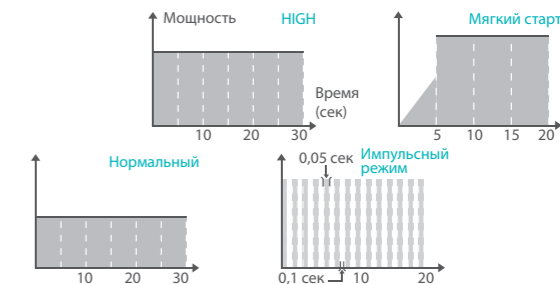 Мощность
HIGH
Время
(сек)
10 20 30
Мягкий старт
5 10 15 20
Нормальный
10 20 30
0,05 сек
Импульсный
режим
0,1 сек
10 20